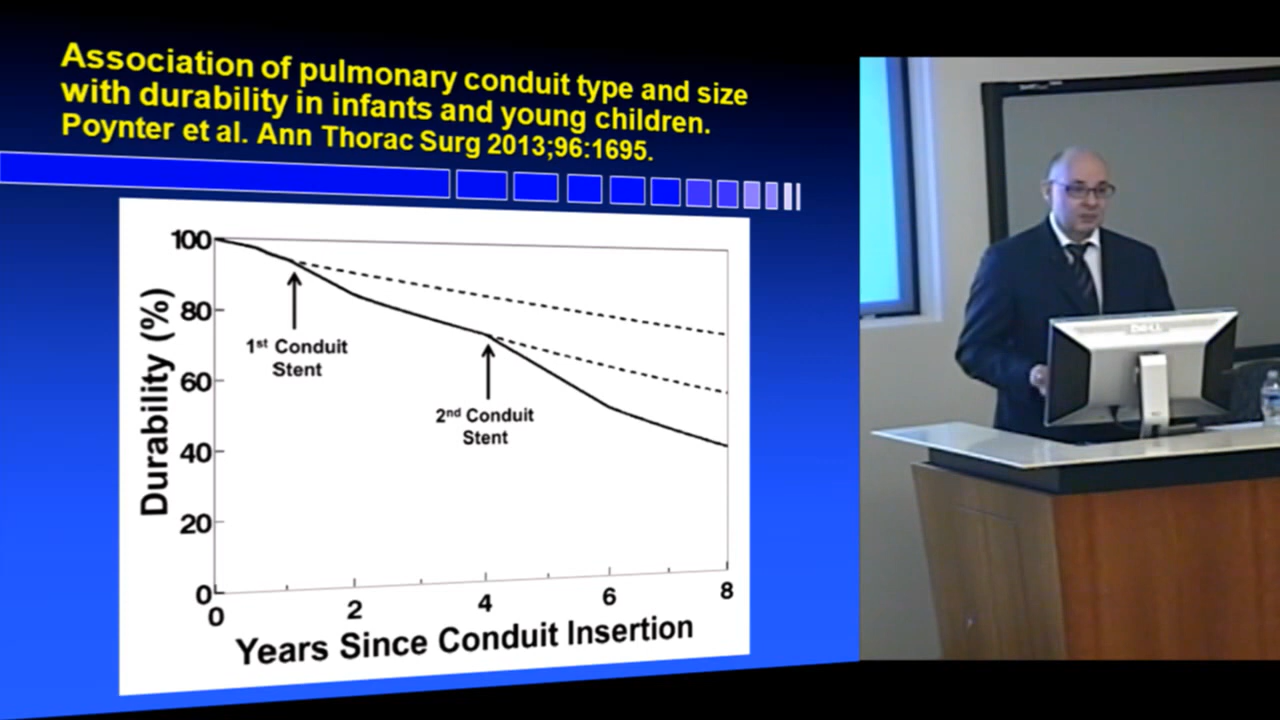 Association of pulmonary conduit type and size
with durability in infants and young children.
Poynter et al. Ann Thorac Surg 2013;96:1695.
100
80
60
40
20
0
Durability (%)
1st Conduit
Stent
2nd Conduit
Stent
0
2
4
6
8
Years Since Conduit Insertion
DELL